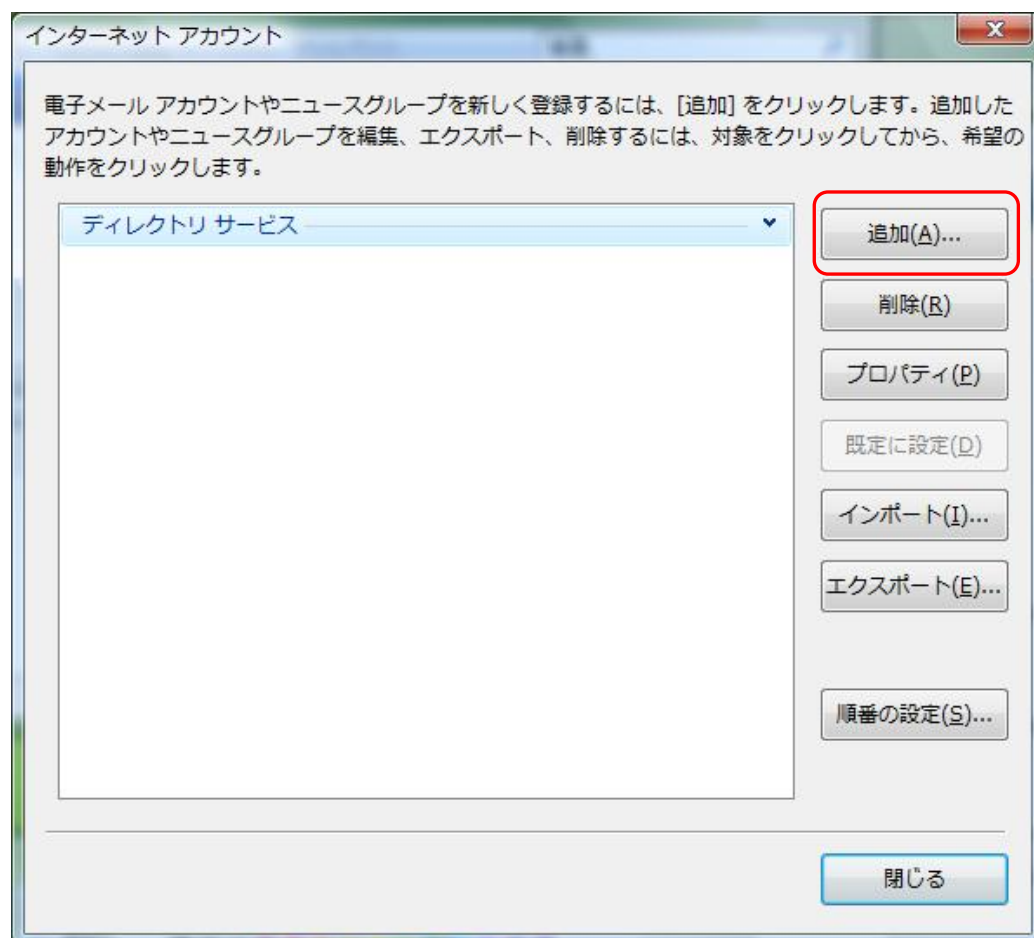 インターネット アカウント
電子メール アカウントやニュースグループを新しく登録するには、[追加] をクリックします。追加した
アカウントやニュースグループを編集、エクスポート、削除するには、対象をクリックしてから、希望の
動作をクリックします。
ディレクトリ サービス
追加(A)...
削除(R)
プロパティ(P)
既定に設定(D)
インポート(I)...
エクスポート(E)...
順番の設定(S)...
閉じる